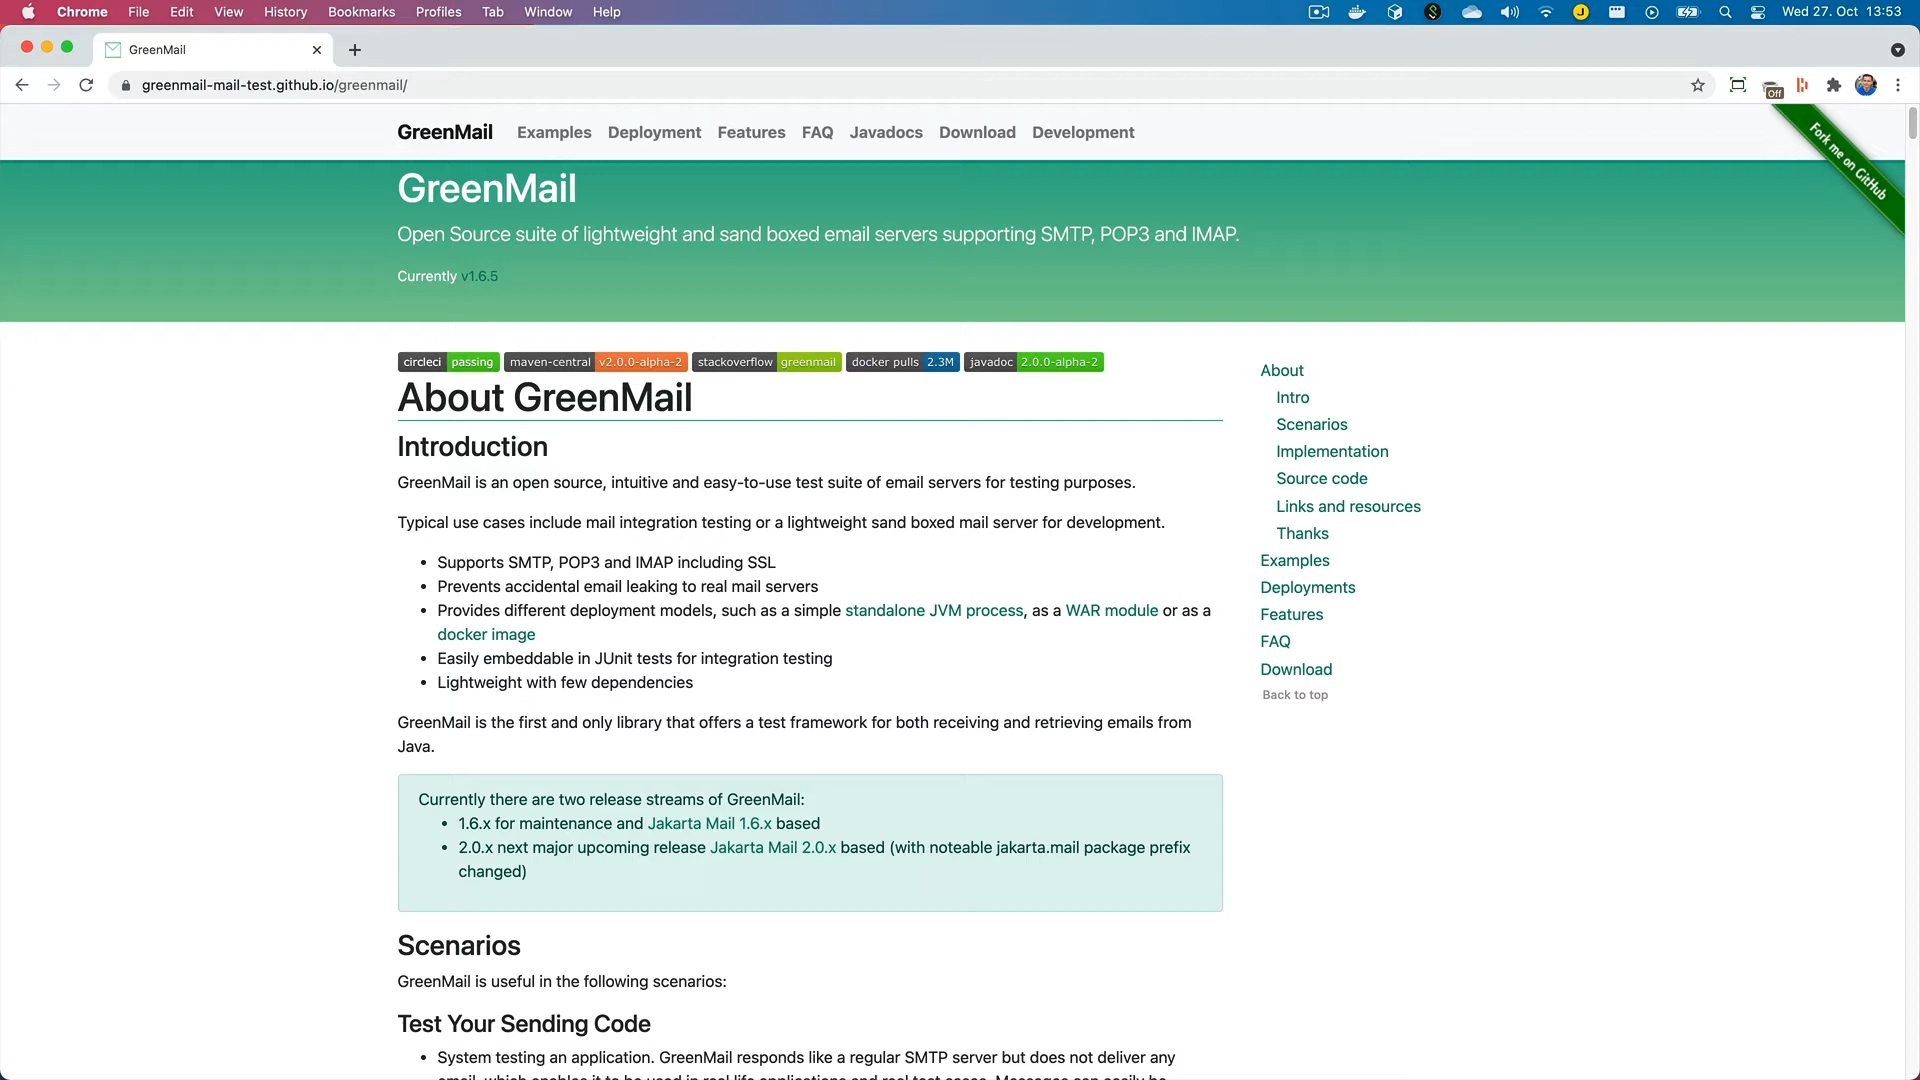 Chrome File Edit View History Bookmarks Profiles Tab Window Help
Wed 27. Oct 13:53
GreenMail
greenmail-mail-test.github.io/greenmail/
Off
GreenMail Examples Deployment Features FAQ Javadocs Download Development
Fork me on GitHub
GreenMail
Open Source suite of lightweight and sand boxed email servers supporting SMTP, POP3 and IMAP.
Currently v1.6.5
circleci passing maven-central v2.0.0-alpha-2 stackoverflow greenmail docker pulls 2.3M javadoc 2.0.0-alpha-2
About GreenMail
Introduction
GreenMail is an open source, intuitive and easy-to-use test suite of email servers for testing purposes.
Typical use cases include mail integration testing or a lightweight sand boxed mail server for development.
• Supports SMTP, POP3 and IMAP including SSL
• Prevents accidental email leaking to real mail servers
• Provides different deployment models, such as a simple standalone JVM process, as a WAR module or as a
docker image
• Easily embeddable in JUnit tests for integration testing
• Lightweight with few dependencies
GreenMail is the first and only library that offers a test framework for both receiving and retrieving emails from
Java.
Currently there are two release streams of GreenMail:
• 1.6.x for maintenance and Jakarta Mail 1.6.x based
• 2.0.x next major upcoming release Jakarta Mail 2.0.x based (with noteable jakarta.mail package prefix
changed)
Scenarios
GreenMail is useful in the following scenarios:
Test Your Sending Code
• System testing an application. GreenMail responds like a regular SMTP server but does not deliver any
About
Intro
Scenarios
Implementation
Source code
Links and resources
Thanks
Examples
Deployments
Features
FAQ
Download
Back to top